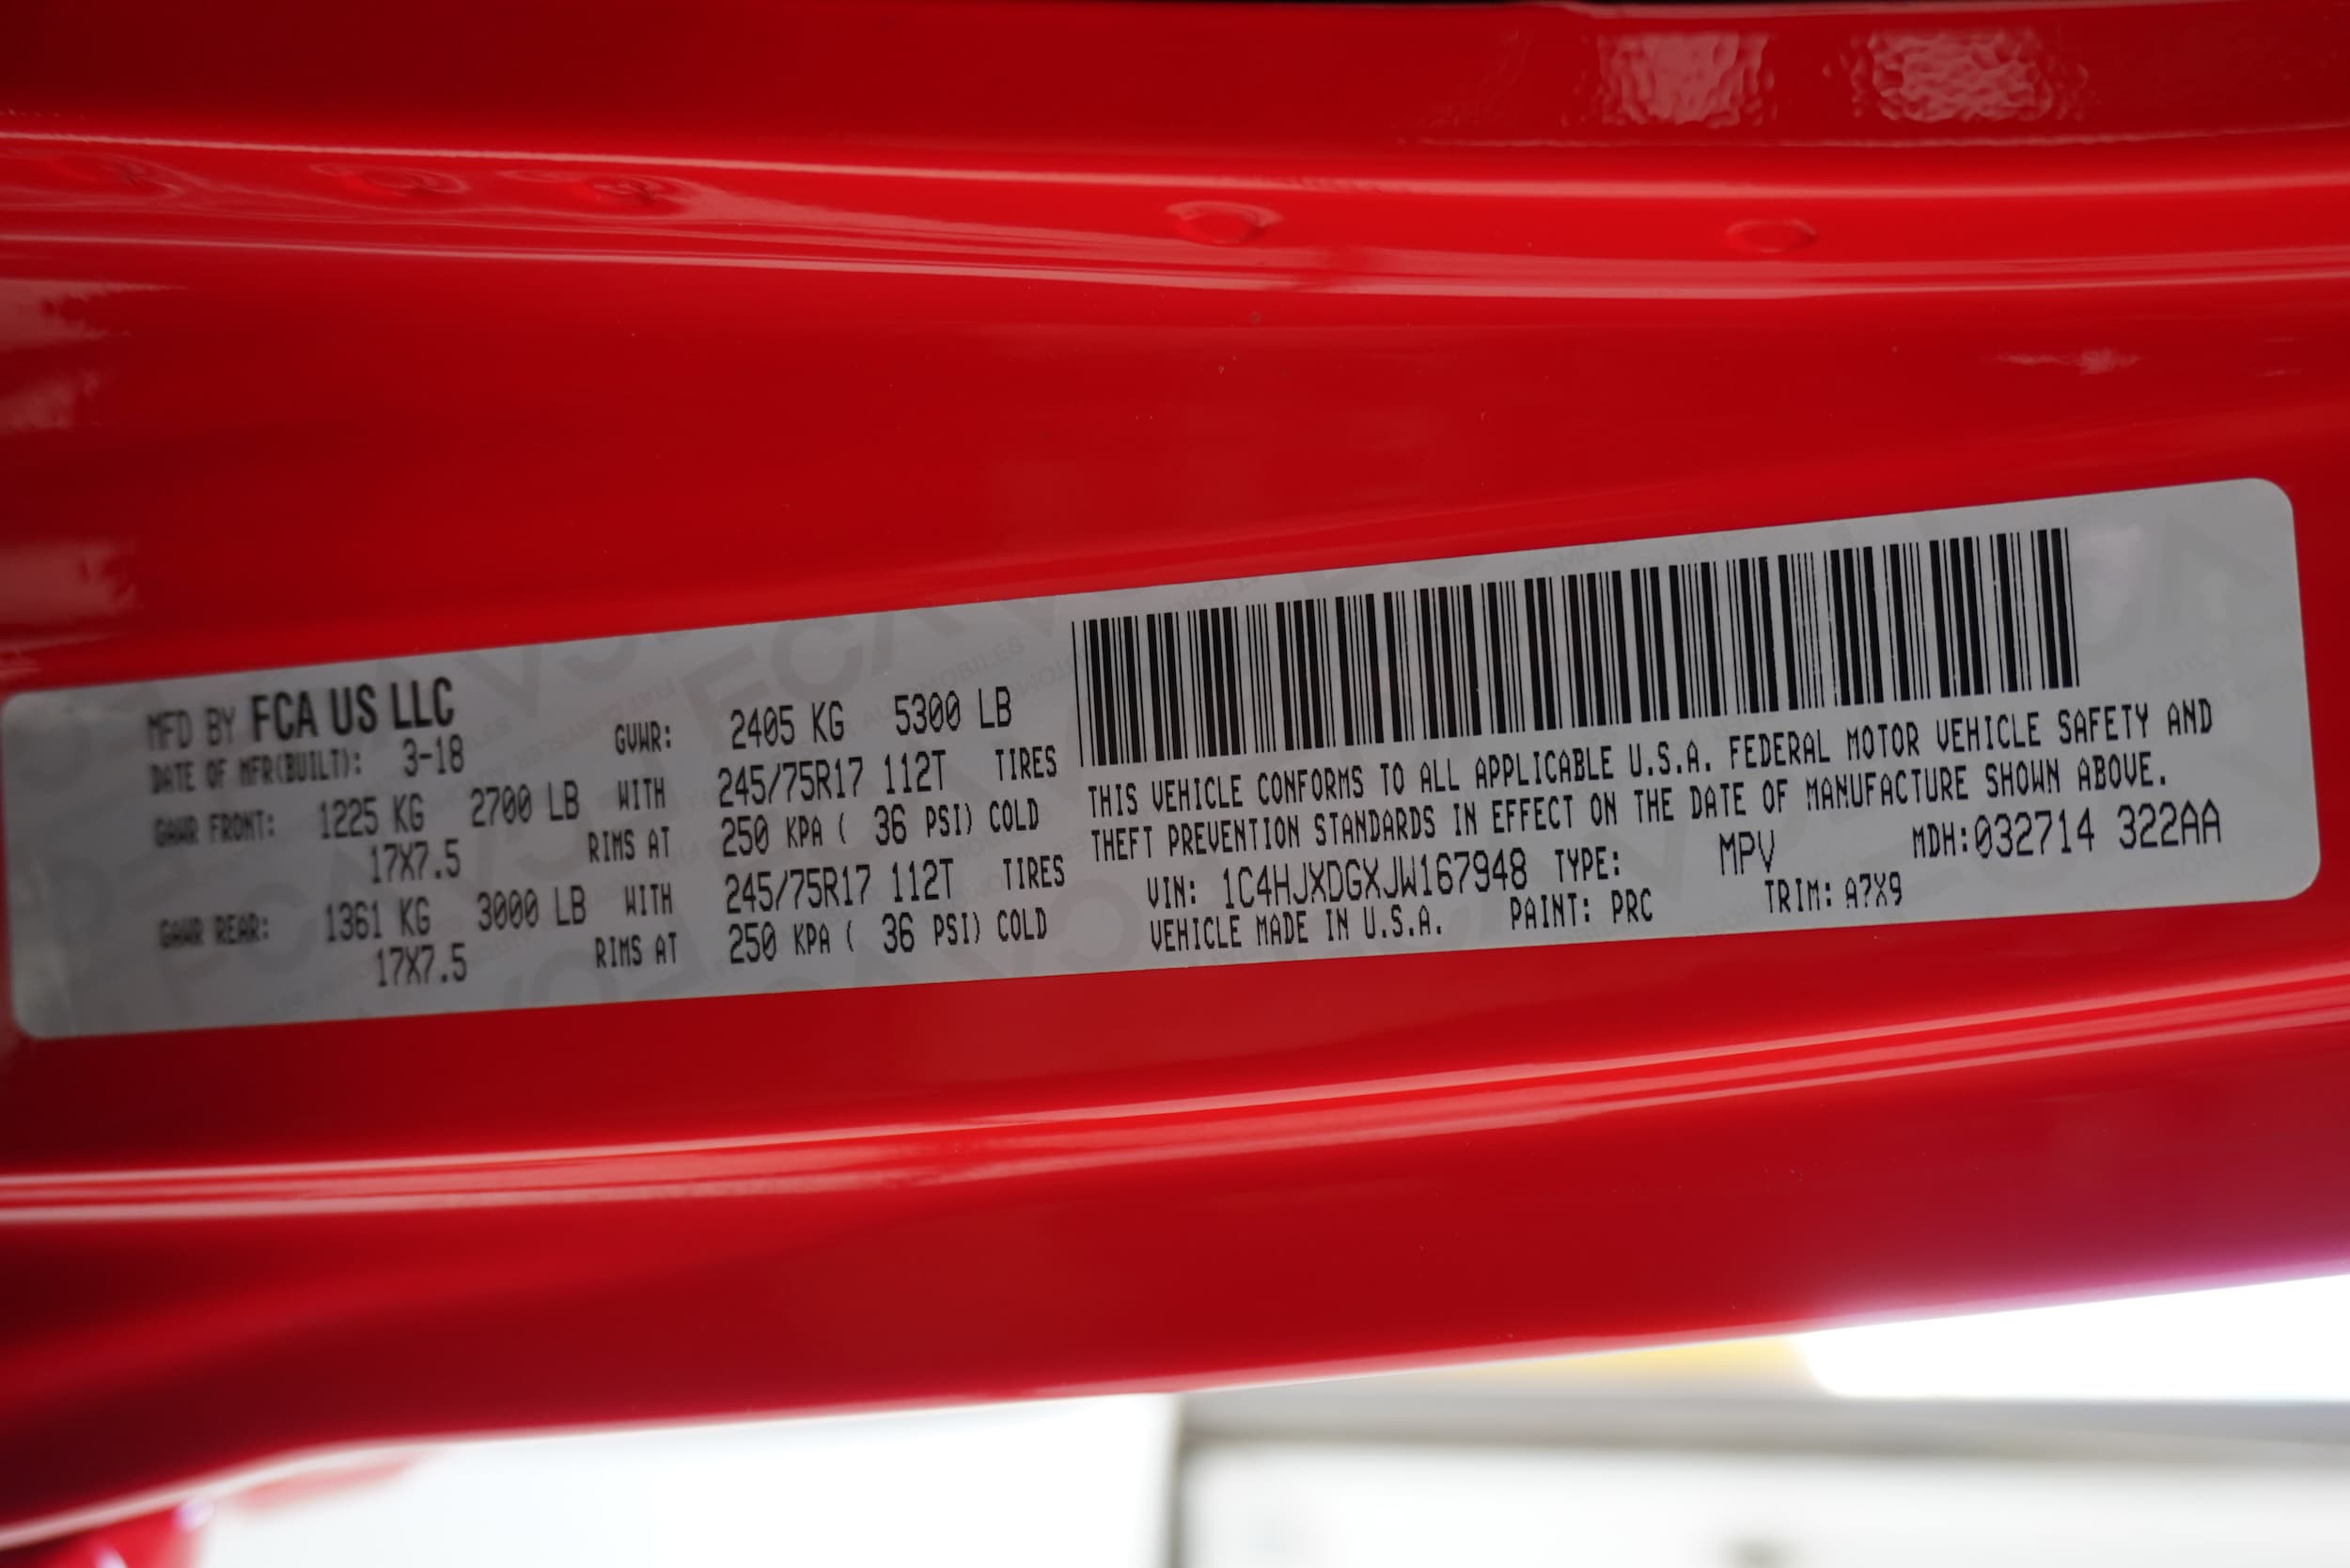 MFD BY FCA US LLC
DATE OF MFR(BUILT): 3-18 GVWR: 2405 KG 5300 LB
GAWR FRONT: 1225 KG 2700 LB WITH 245/75R17 112T TIRES
17X7.5 RIMS AT 250 KPA ( 36 PSI) COLD
GAWR REAR: 1361 KG 3000 LB WITH 245/75R17 112T TIRES
17X7.5 RIMS AT 250 KPA ( 36 PSI) COLD
THIS VEHICLE CONFORMS TO ALL APPLICABLE U.S.A. FEDERAL MOTOR VEHICLE SAFETY AND
THEFT PREVENTION STANDARDS IN EFFECT ON THE DATE OF MANUFACTURE SHOWN ABOVE.
VIN: 1C4HJXDGXJW167948 TYPE: MPV MDH:032714 322AA
VEHICLE MADE IN U.S.A. PAINT: PRC TRIM: A7X9